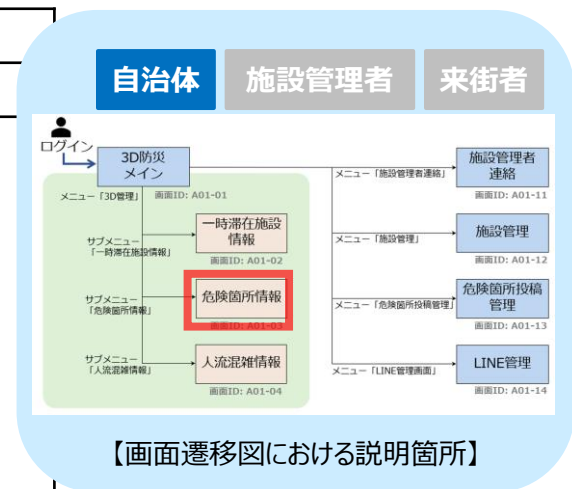 自治体 施設管理者 来街者
ログイン
3D防災
メイン
画面ID: A01-01
メニュー「3D管理」
サブメニュー
「一時滞在施設情報」
一時滞在施設
情報
画面ID: A01-02
サブメニュー
「危険箇所情報」
危険箇所情報
画面ID: A01-03
サブメニュー
「人流混雑情報」
人流混雑情報
画面ID: A01-04
メニュー「施設管理者連絡」
施設管理者
連絡
画面ID: A01-11
メニュー「施設管理」
施設管理
画面ID: A01-12
メニュー「危険箇所投稿管理」
危険箇所投稿
管理
画面ID: A01-13
メニュー「LINE管理画面」
LINE管理
画面ID: A01-14
【画面遷移図における説明箇所】